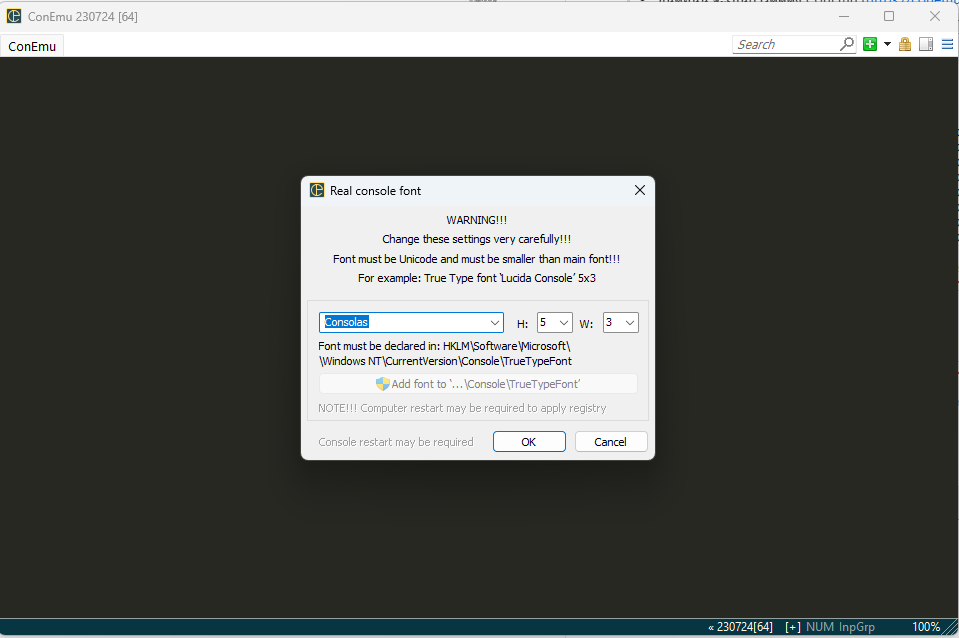 ConEmu 230724 [64]
ConEmu
Search
Real console font
WARNING!!!
Change these settings very carefully!!!
Font must be Unicode and must be smaller than main font!!!
For example: True Type font ‘Lucida Console’ 5x3
Consolas H: 5 W: 3
Font must be declared in: HKLM\Software\Microsoft\
\Windows NT\CurrentVersion\Console\TrueTypeFont
Add font to ‘...\Console\TrueTypeFont’
NOTE!!! Computer restart may be required to apply registry
Console restart may be required OK Cancel
« 230724[64] [+] NUM InpGrp 100%